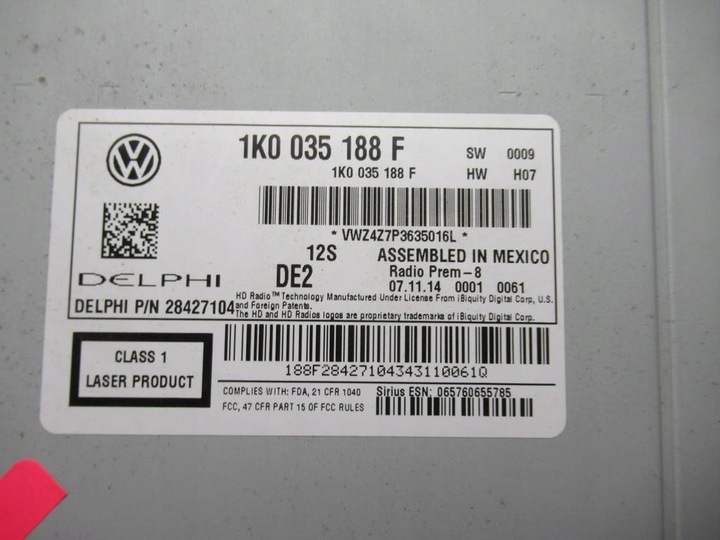 1K0 035 188 F
SW 0009
1K0 035 188 F
HW H07
* VWZ4Z7P3635016L *
12S
ASSEMBLED IN MEXICO
DELPHI
DE2
Radio Prem-8
07.11.14 0001 0061
DELPHI P/N 28427104
HD Radio™ Technology Manufactured Under License From iBiquity Digital Corp, U.S.
and Foreign Patents.
The HD and HD Radios logos are proprietary trademarks of iBiquity Digital Corp.
CLASS 1
LASER PRODUCT
188F28427104343110061Q
COMPLIES WITH: FDA, 21 CFR 1040
FCC, 47 CFR PART 15 OF FCC RULES
Sirius ESN: 065760655785